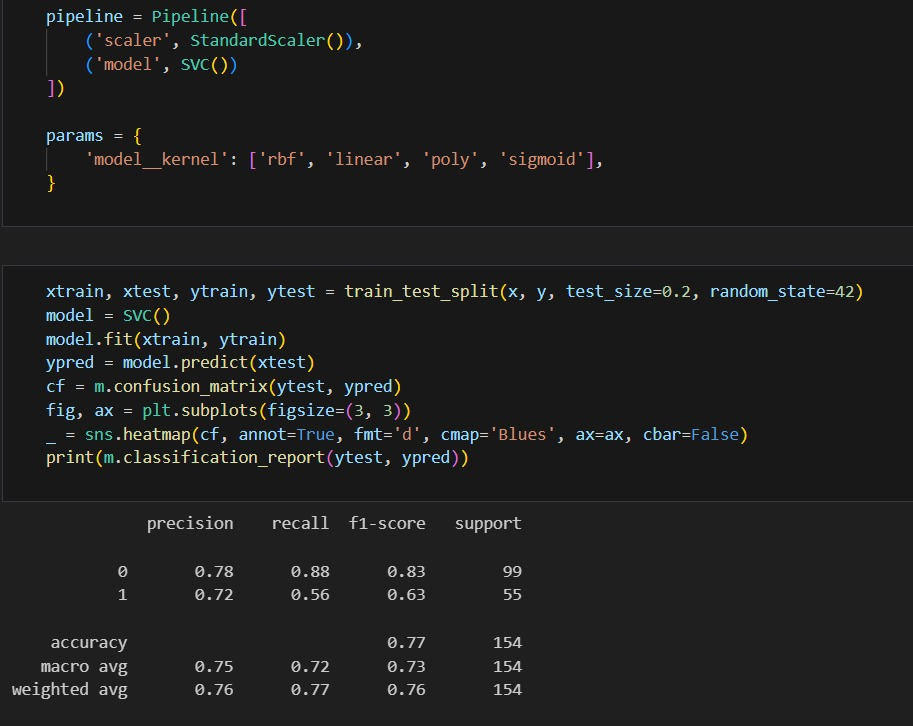 pipeline = Pipeline([
    ('scaler', StandardScaler()),
    ('model', SVC())
])

params = {
    'model__kernel': ['rbf', 'linear', 'poly', 'sigmoid'],
}

xtrain, xtest, ytrain, ytest = train_test_split(x, y, test_size=0.2, random_state=42)
model = SVC()
model.fit(xtrain, ytrain)
ypred = model.predict(xtest)
cf = m.confusion_matrix(ytest, ypred)
fig, ax = plt.subplots(figsize=(3, 3))
_ = sns.heatmap(cf, annot=True, fmt='d', cmap='Blues', ax=ax, cbar=False)
print(m.classification_report(ytest, ypred))

              precision    recall  f1-score   support

           0       0.78      0.88      0.83        99
           1       0.72      0.56      0.63        55

    accuracy                           0.77       154
   macro avg       0.75      0.72      0.73       154
weighted avg       0.76      0.77      0.76       154